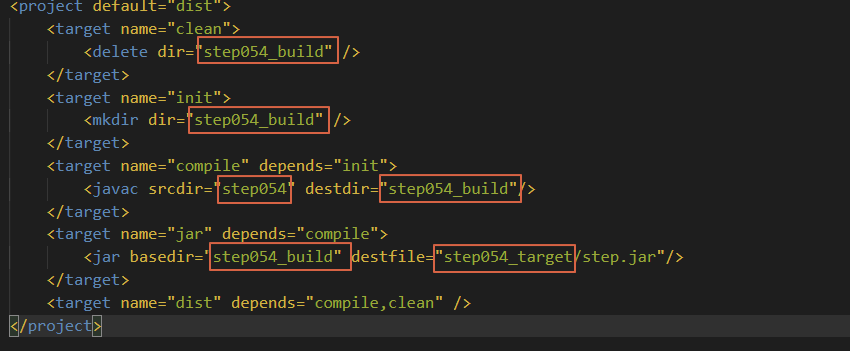 <project default="dist">
<target name="clean">
<delete dir="step054_build" />
</target>
<target name="init">
<mkdir dir="step054_build" />
</target>
<target name="compile" depends="init">
<javac srcdir="step054" destdir="step054_build"/>
</target>
<target name="jar" depends="compile">
<jar basedir="step054_build" destfile="step054_target/step.jar"/>
</target>
<target name="dist" depends="compile,clean" />
</project>